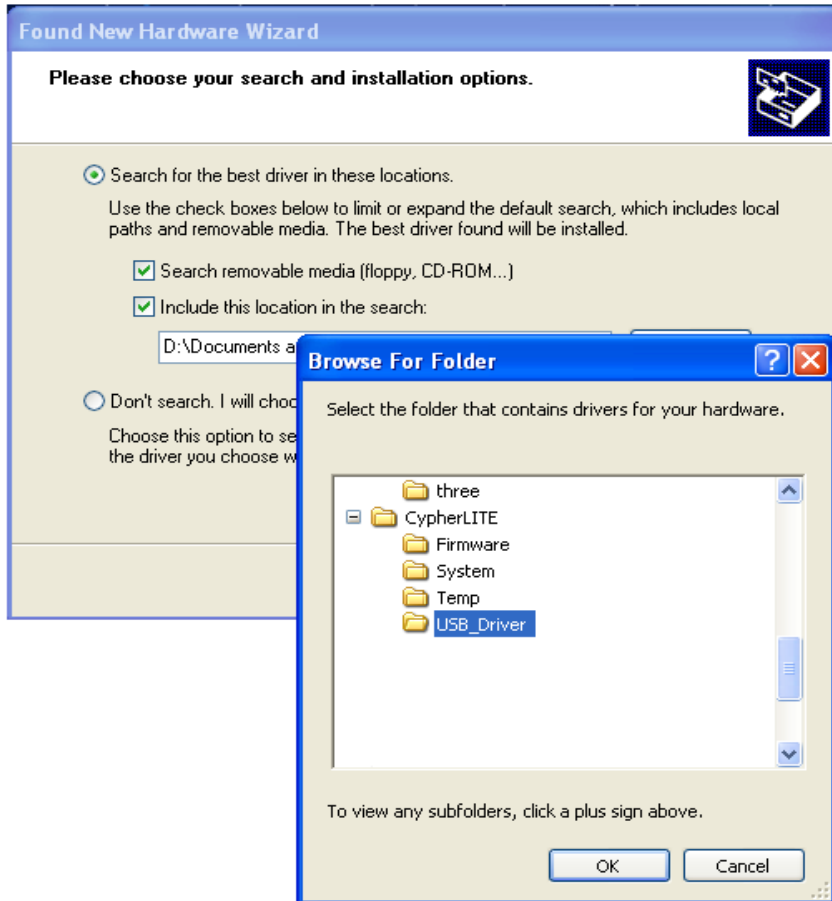 Found New Hardware Wizard
Please choose your search and installation options.
Search for the best driver in these locations.
Use the check boxes below to limit or expand the default search, which includes local
paths and removable media. The best driver found will be installed.
Search removable media (floppy, CD-ROM...)
Include this location in the search:
D:\Documents a
Don't search. I will choo
Choose this option to se
the driver you choose w
Browse For Folder
Select the folder that contains drivers for your hardware.
three
CypherLITE
Firmware
System
Temp
USB_Driver
To view any subfolders, click a plus sign above.
OK
Cancel